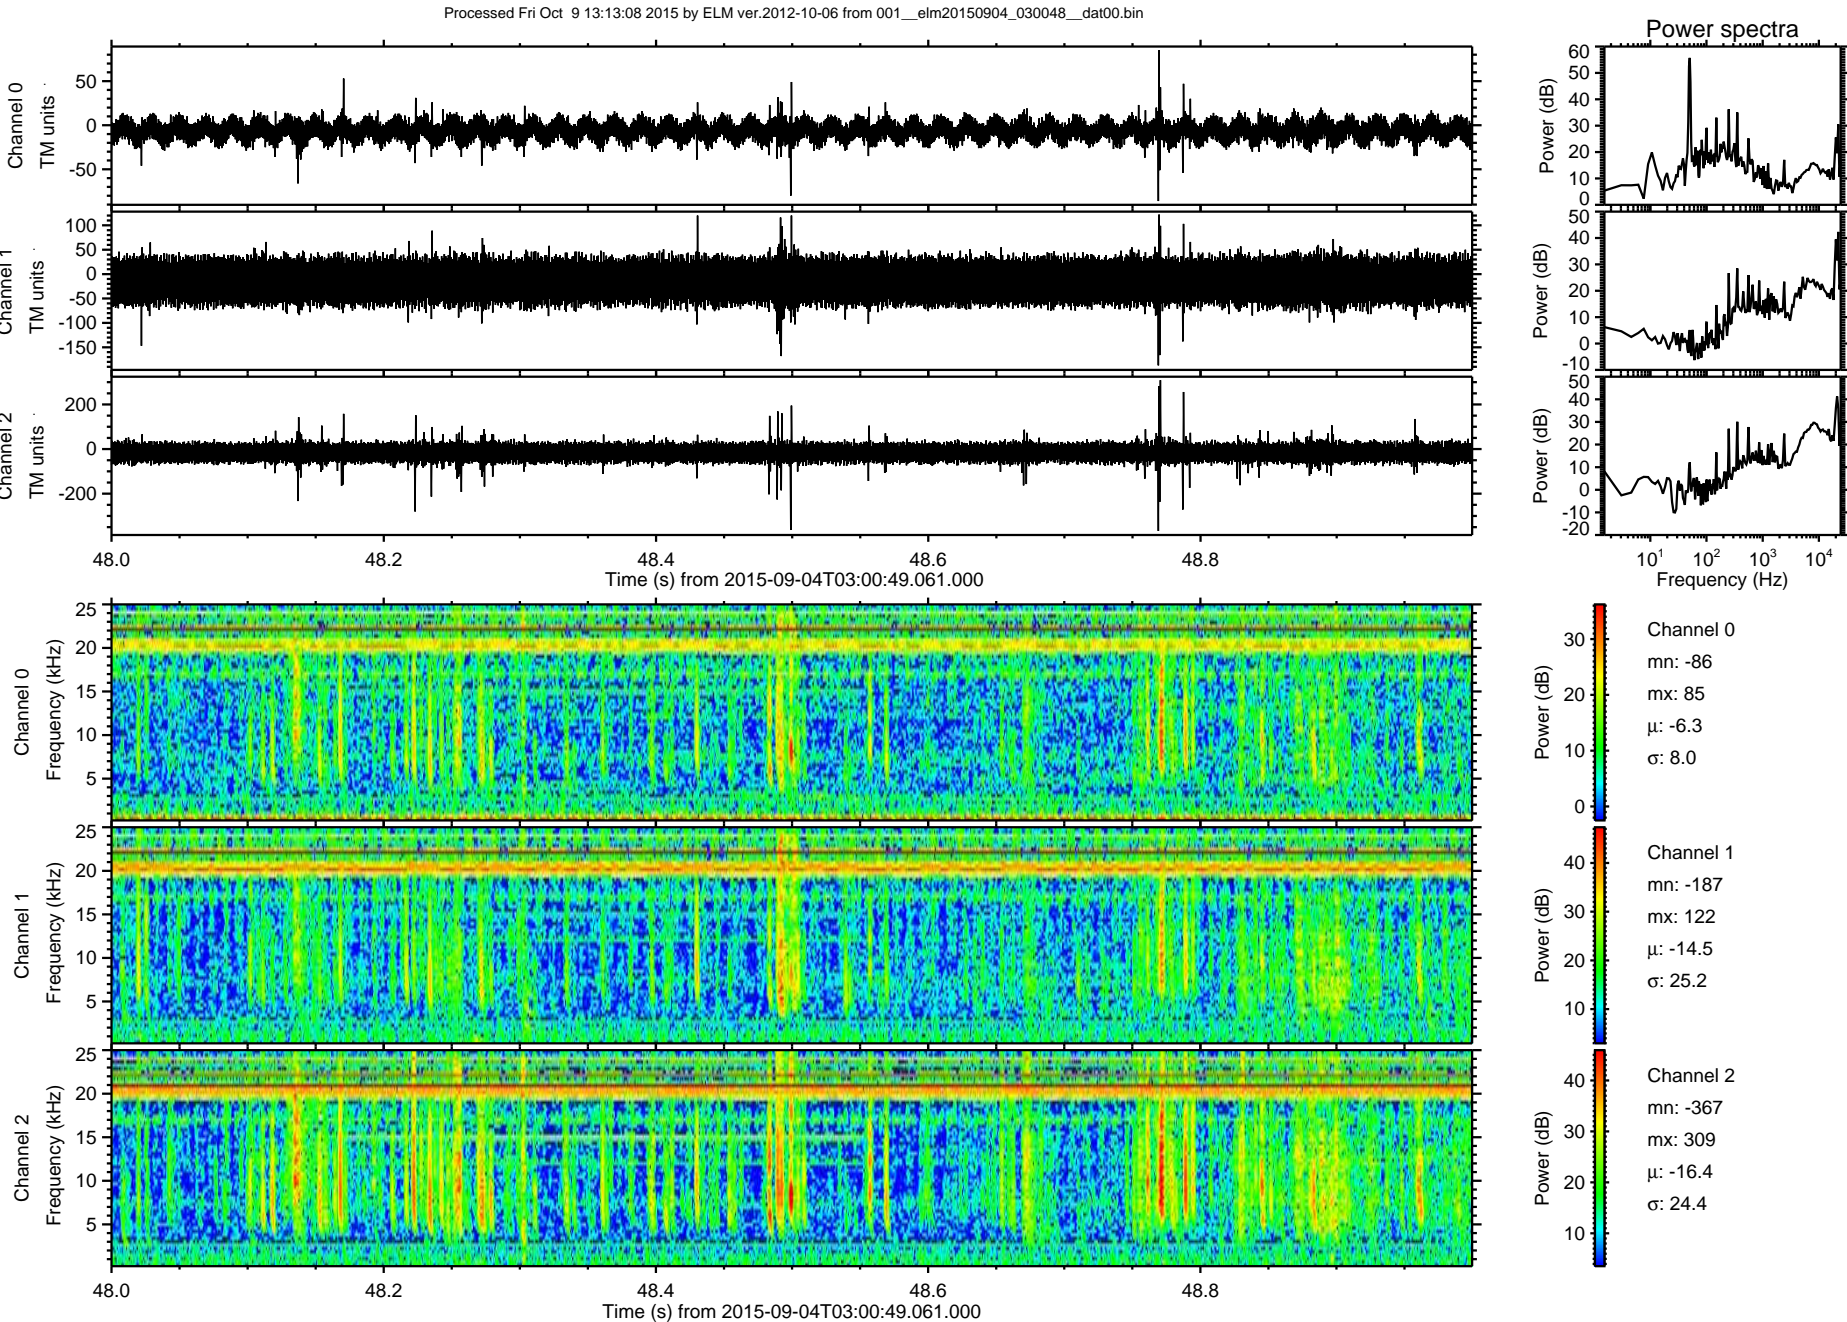 Processed Fri Oct  9 13:13:08 2015 by ELM ver.2012-10-06 from 001__elm20150904_030048__dat00.bin
Power spectra
Channel 0
TM units
50
0
-50
Power (dB)
60
50
40
30
20
10
0
Channel 1
TM units
100
50
0
-50
-100
-150
Power (dB)
50
40
30
20
10
0
-10
Channel 2
TM units
200
0
-200
Power (dB)
50
40
30
20
10
0
-10
-20
48.0 48.2 48.4 48.6 48.8
Time (s) from 2015-09-04T03:00:49.061.000
10¹ 10² 10³ 10⁴
Frequency (Hz)
Channel 0
Frequency (kHz)
25
20
15
10
5
Power (dB)
30
20
10
0
Channel 0
mn: -86
mx: 85
μ: -6.3
σ: 8.0
Channel 1
Frequency (kHz)
25
20
15
10
5
Power (dB)
40
30
20
10
Channel 1
mn: -187
mx: 122
μ: -14.5
σ: 25.2
Channel 2
Frequency (kHz)
25
20
15
10
5
Power (dB)
40
30
20
10
Channel 2
mn: -367
mx: 309
μ: -16.4
σ: 24.4
48.0 48.2 48.4 48.6 48.8
Time (s) from 2015-09-04T03:00:49.061.000